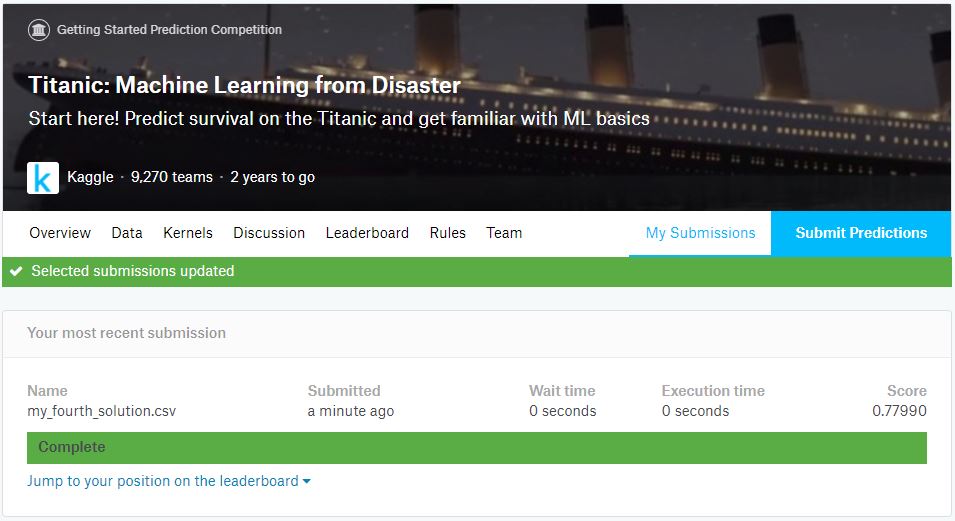 Getting Started Prediction Competition
Titanic: Machine Learning from Disaster
Start here! Predict survival on the Titanic and get familiar with ML basics
k Kaggle · 9,270 teams · 2 years to go
Overview Data Kernels Discussion Leaderboard Rules Team My Submissions Submit Predictions
Selected submissions updated
Your most recent submission
Name Submitted Wait time Execution time Score
my_fourth_solution.csv a minute ago 0 seconds 0 seconds 0.77990
Complete
Jump to your position on the leaderboard